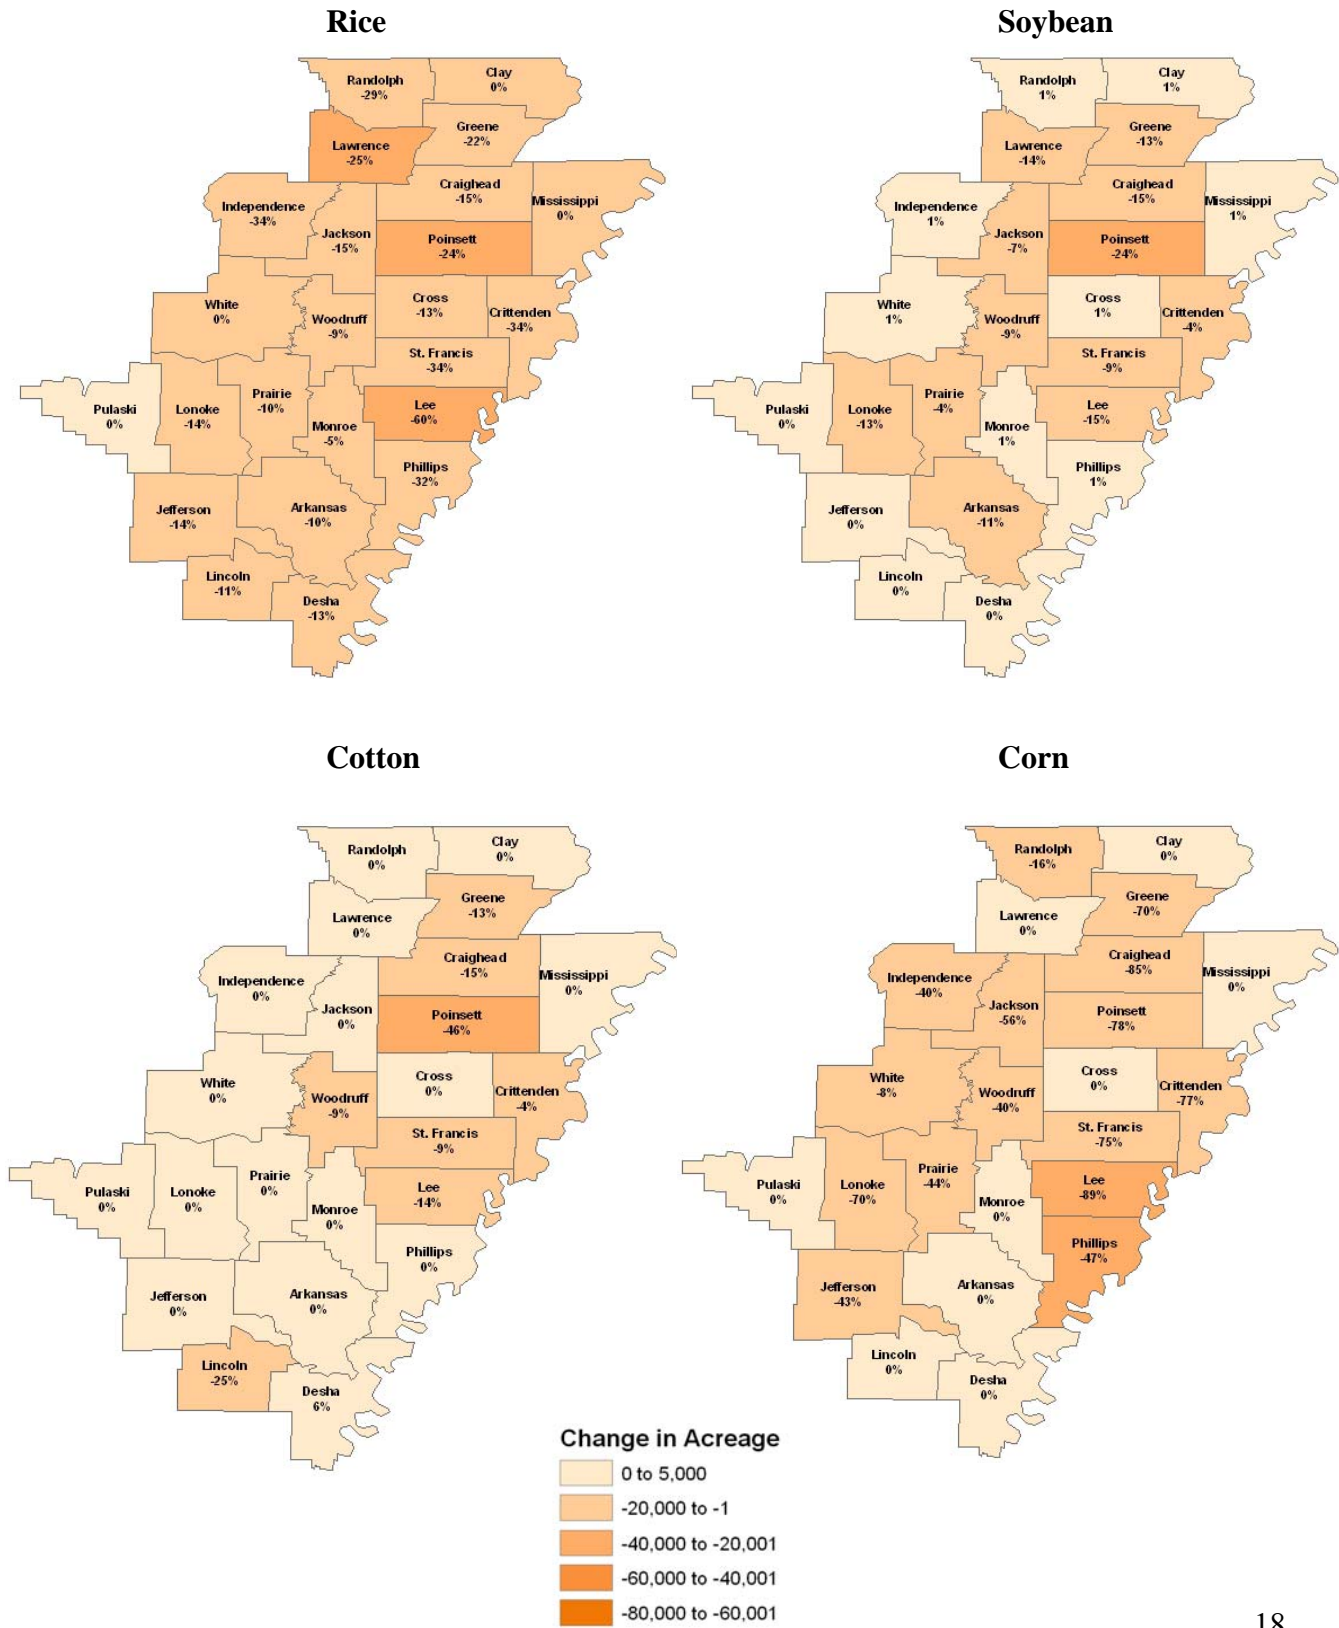 Rice
Randolph
-29%
Clay
0%
Lawrence
-25%
Greene
-22%
Craighead
-15%
Mississippi
0%
Independence
-34%
Jackson
-15%
Poinsett
-24%
White
0%
Woodruff
-9%
Cross
-13%
Crittenden
-34%
St. Francis
-34%
Pulaski
0%
Lonoke
-14%
Prairie
-10%
Monroe
-5%
Lee
-60%
Phillips
-32%
Jefferson
-14%
Arkansas
-10%
Lincoln
-11%
Desha
-13%
Soybean
Randolph
1%
Clay
1%
Lawrence
-14%
Greene
-13%
Craighead
-15%
Mississippi
1%
Independence
1%
Jackson
-7%
Poinsett
-24%
White
1%
Woodruff
-9%
Cross
1%
Crittenden
-4%
St. Francis
-9%
Pulaski
0%
Lonoke
-13%
Prairie
-4%
Monroe
1%
Lee
-15%
Phillips
1%
Jefferson
0%
Arkansas
-11%
Lincoln
0%
Desha
0%
Cotton
Randolph
0%
Clay
0%
Lawrence
0%
Greene
-13%
Craighead
-15%
Mississippi
0%
Independence
0%
Jackson
0%
Poinsett
-46%
White
0%
Woodruff
-9%
Cross
0%
Crittenden
-4%
St. Francis
-9%
Pulaski
0%
Lonoke
0%
Prairie
0%
Monroe
0%
Lee
-14%
Phillips
0%
Jefferson
0%
Arkansas
0%
Lincoln
-25%
Desha
6%
Corn
Randolph
-16%
Clay
0%
Lawrence
0%
Greene
-70%
Craighead
-85%
Mississippi
0%
Independence
-40%
Jackson
-56%
Poinsett
-78%
White
-8%
Woodruff
-40%
Cross
0%
Crittenden
-77%
St. Francis
-75%
Pulaski
0%
Lonoke
-70%
Prairie
-44%
Monroe
0%
Lee
-89%
Phillips
-47%
Jefferson
-43%
Arkansas
0%
Lincoln
0%
Desha
0%
Change in Acreage
0 to 5,000
-20,000 to -1
-40,000 to -20,001
-60,000 to -40,001
-80,000 to -60,001
18